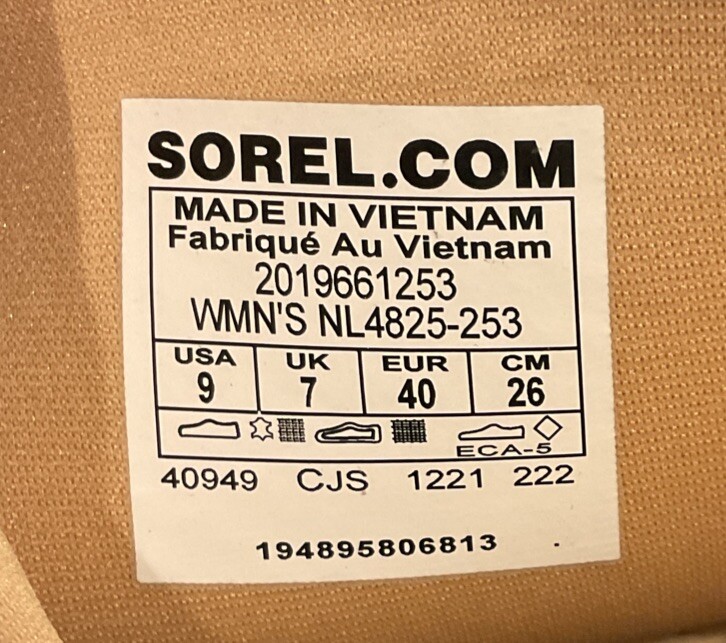 SOREL.COM
MADE IN VIETNAM
Fabriqué Au Vietnam
2019661253
WMN'S NL4825-253
USA UK EUR CM
9 7 40 26
ECA-5
40949 CJS 1221 222
194895806813